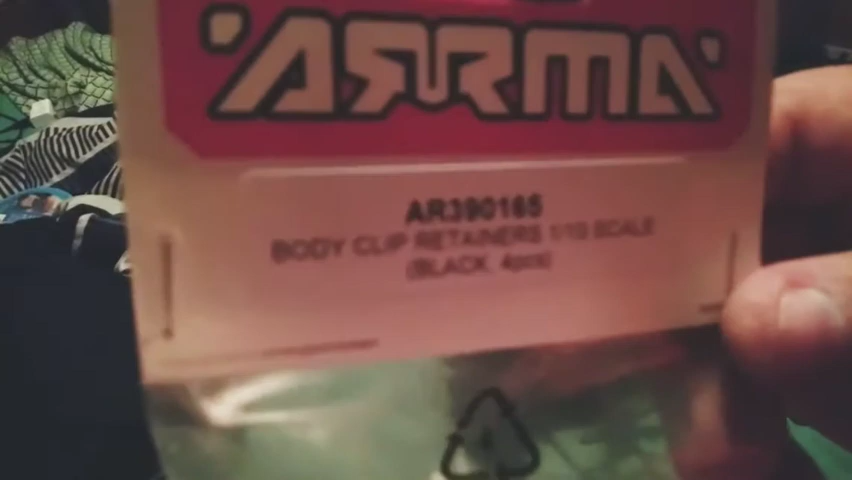 ARRMA
AR390165
BODY CLIP RETAINERS 1/10 SCALE
(BLACK, 4pcs)